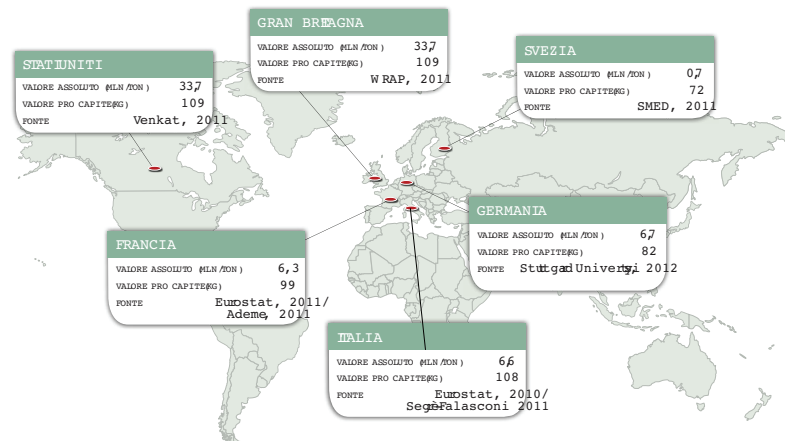 GRAN BRETAGNA
VALORE ASSOLUTO (MLN/TON) 33,7
VALORE PRO CAPITE(KG) 109
FONTE WRAP, 2011
STATI UNITI
VALORE ASSOLUTO (MLN/TON) 33,7
VALORE PRO CAPITE(KG) 109
FONTE Venkat, 2011
SVEZIA
VALORE ASSOLUTO (MLN/TON) 0,7
VALORE PRO CAPITE(KG) 72
FONTE SMED, 2011
GERMANIA
VALORE ASSOLUTO (MLN/TON) 6,7
VALORE PRO CAPITE(KG) 82
FONTE Stuttgard University, 2012
FRANCIA
VALORE ASSOLUTO (MLN/TON) 6,3
VALORE PRO CAPITE(KG) 99
FONTE Eurostat, 2011/
Ademe, 2011
ITALIA
VALORE ASSOLUTO (MLN/TON) 6,6
VALORE PRO CAPITE(KG) 108
FONTE Eurostat, 2010/
Segrè-Falasconi 2011